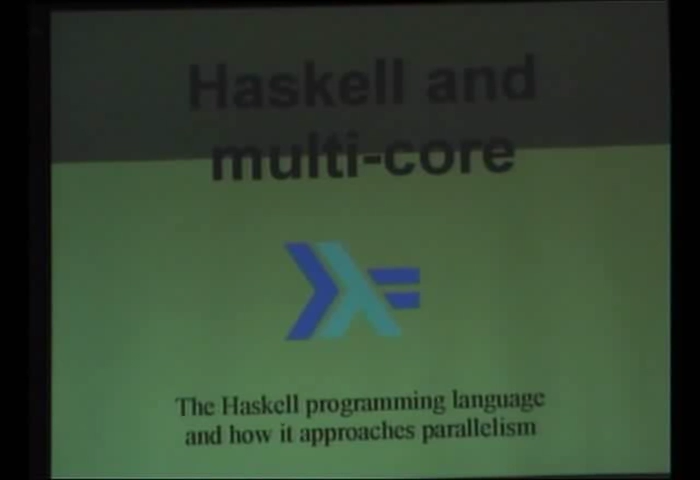 Haskell and
multi-core
The Haskell programming language
and how it approaches parallelism